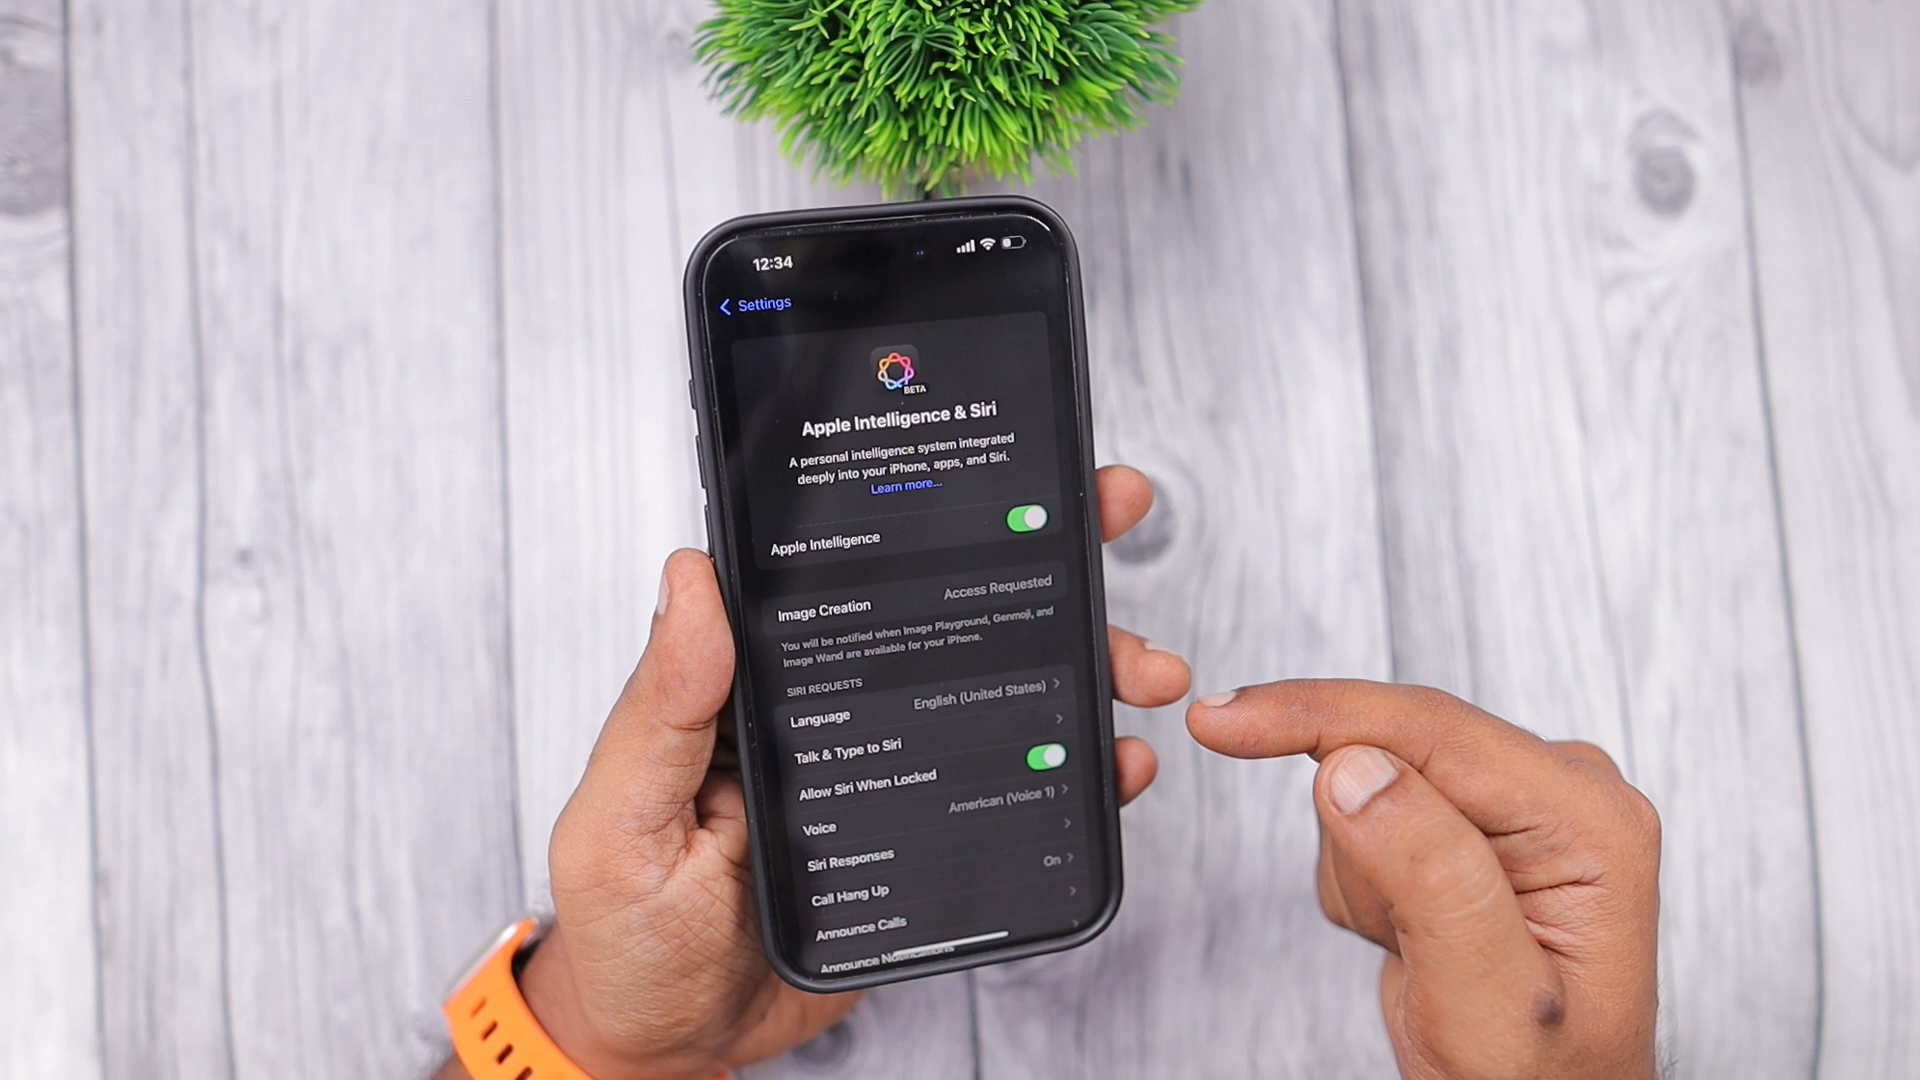 12:34
Settings
BETA
Apple Intelligence & Siri
A personal intelligence system integrated
deeply into your iPhone, apps, and Siri.
Learn more...
Apple Intelligence
Image Creation Access Requested
You will be notified when Image Playground, Genmoji, and
Image Wand are available for your iPhone.
SIRI REQUESTS
Language English (United States)
Talk & Type to Siri
Allow Siri When Locked
Voice American (Voice 1)
Siri Responses
Call Hang Up On
Announce Calls
Announce Notifications